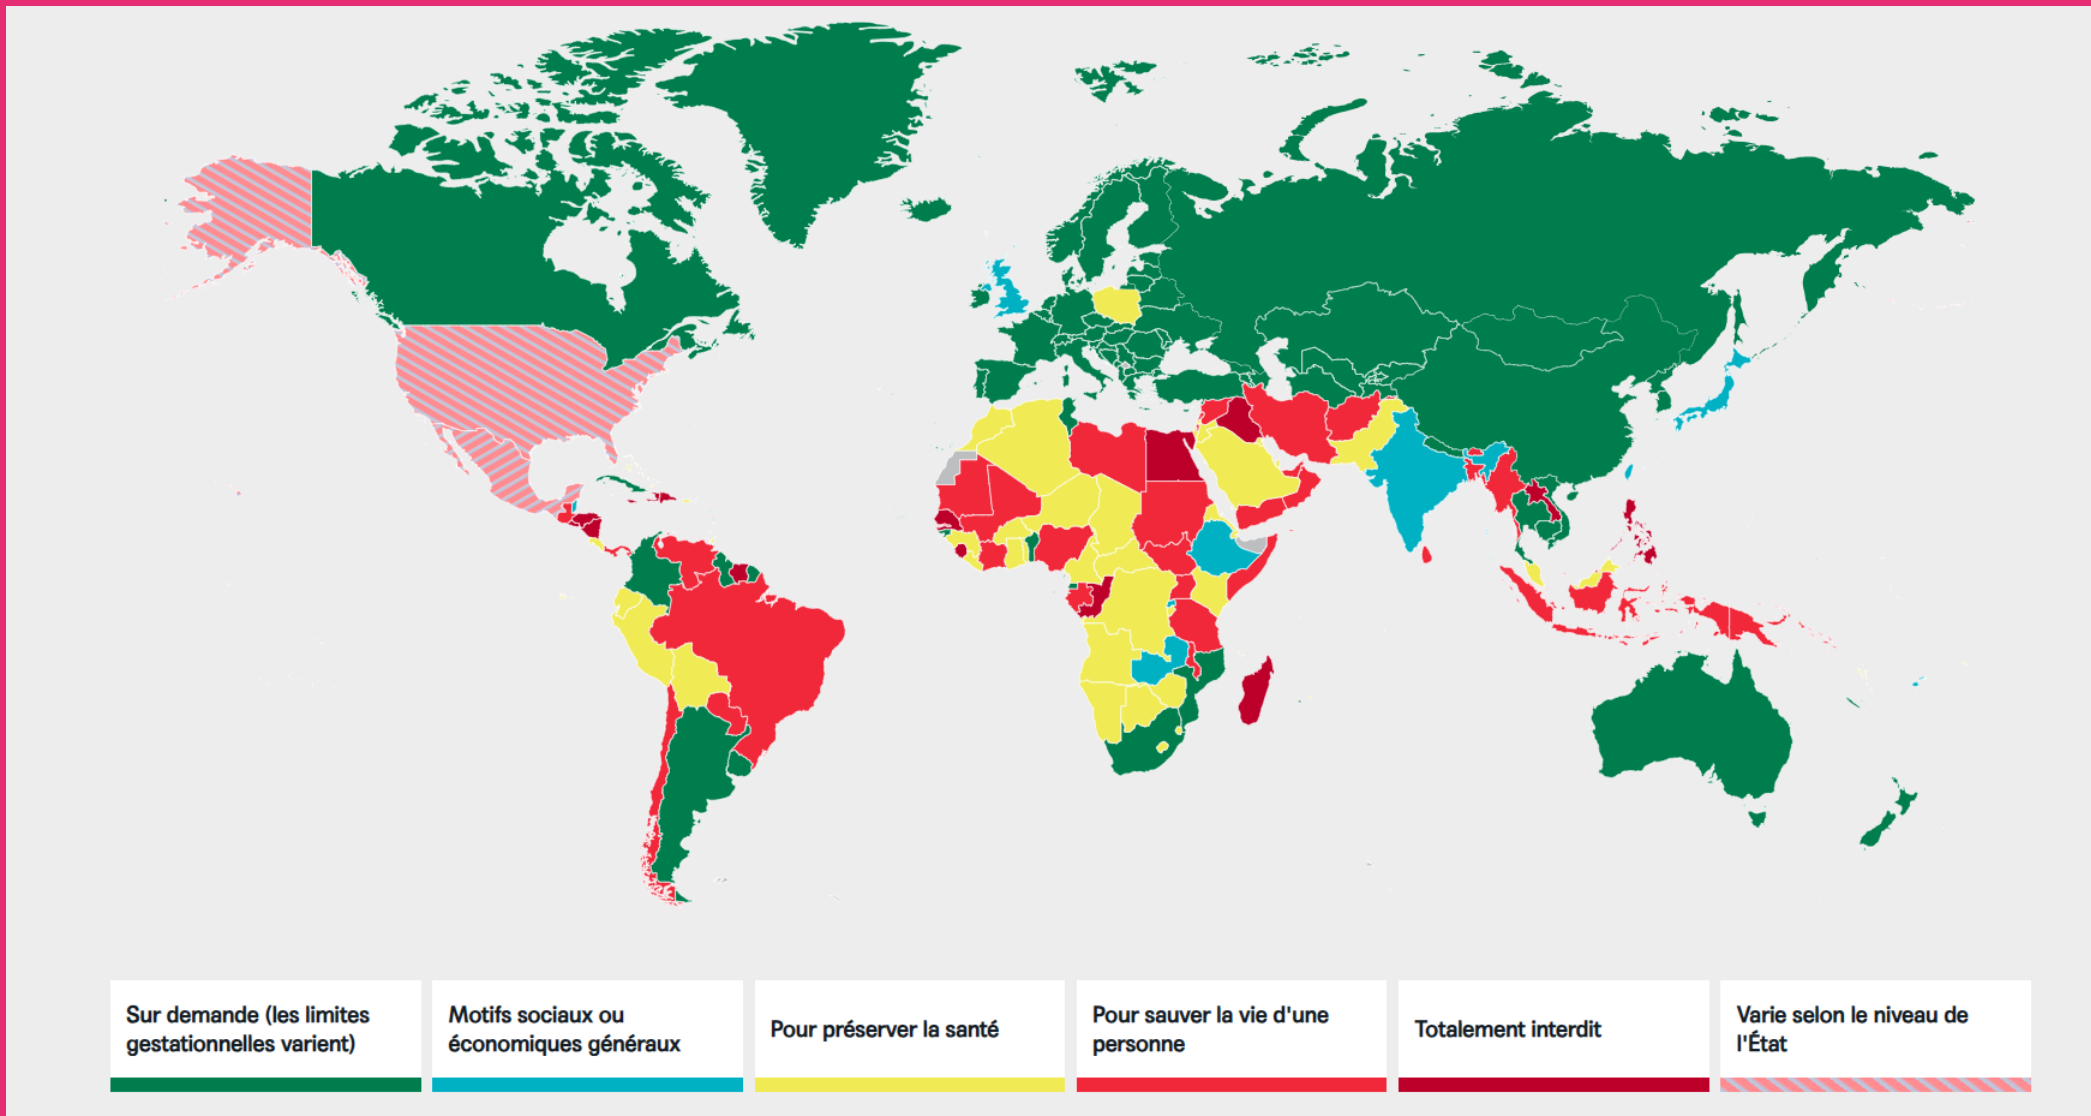 Sur demande (les limites
gestationnelles varient)
Motifs sociaux ou
économiques généraux
Pour préserver la santé
Pour sauver la vie d'une
personne
Totalement interdit
Varie selon le niveau de
l'État